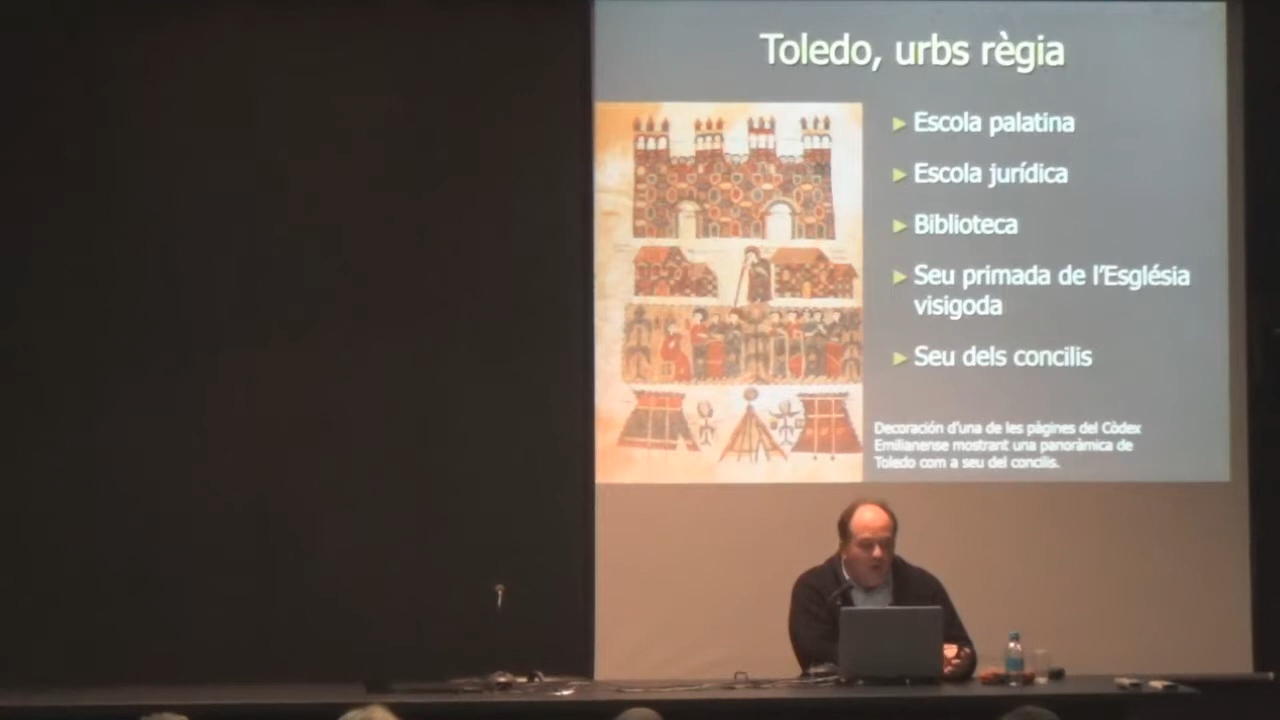 Toledo, urbs règia
► Escola palatina
► Escola jurídica
► Biblioteca
► Seu primada de l'Església
visigoda
► Seu dels concilis
Decoración d'una de les pàgines del Còdex
Emilianense mostrant una panoràmica de
Toledo com a seu del concilis.